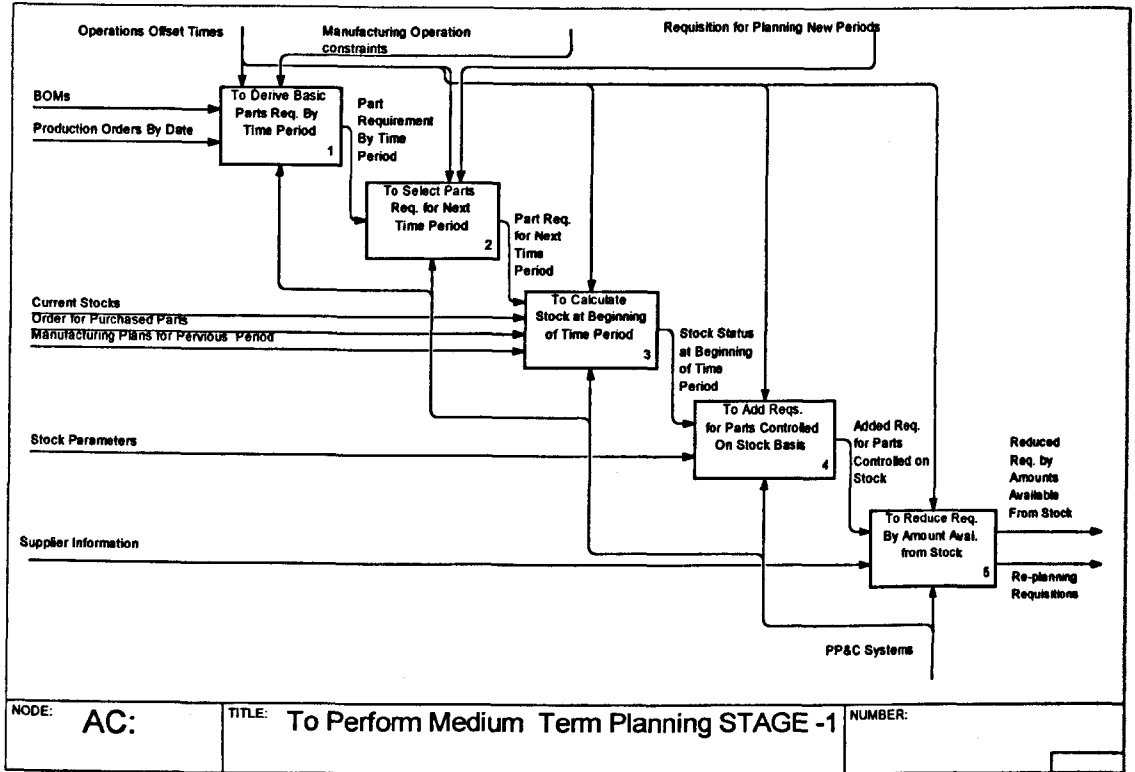 Operations Offset Times
Manufacturing Operation
constraints
Requisition for Planning New Periods
BOMs
Production Orders By Date
To Derive Basic
Parts Req. By
Time Period
1
Part
Requirement
By Time
Period
To Select Parts
Req. for Next
Time Period
2
Part Req.
for Next
Time
Period
Current Stocks
Order for Purchased Parts
Manufacturing Plans for Pervious Period
To Calculate
Stock at Beginning
of Time Period
3
Stock Status
at Beginning
of Time
Period
Stock Parameters
To Add Reqs.
for Parts Controlled
On Stock Basis
4
Added Req.
for Parts
Controlled on
Stock
Reduced
Req. by
Amounts
Available
From Stock
Supplier Information
To Reduce Req.
By Amount Avai.
from Stock
5
Re-planning
Requisitions
PP&C Systems
NODE:
AC:
TITLE:
To Perform Medium Term Planning STAGE -1
NUMBER: